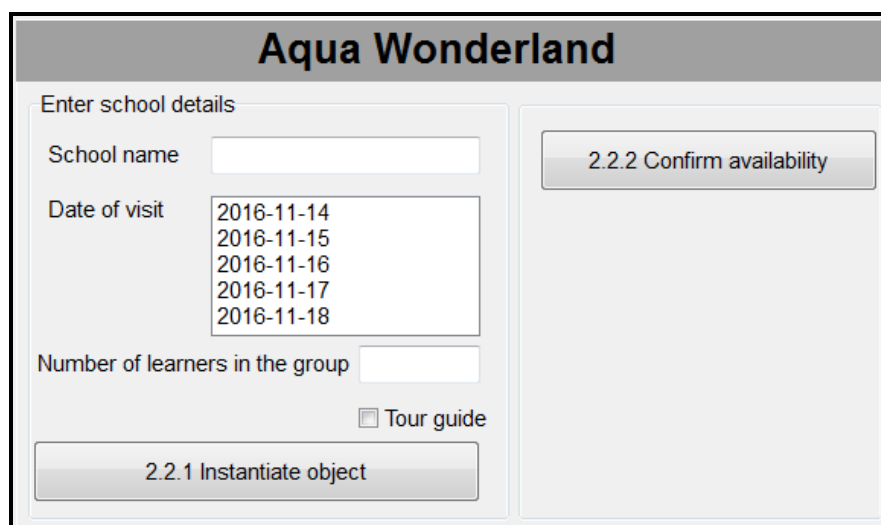 Aqua Wonderland
Enter school details
School name
Date of visit
2016-11-14
2016-11-15
2016-11-16
2016-11-17
2016-11-18
Number of learners in the group
Tour guide
2.2.1 Instantiate object
2.2.2 Confirm availability